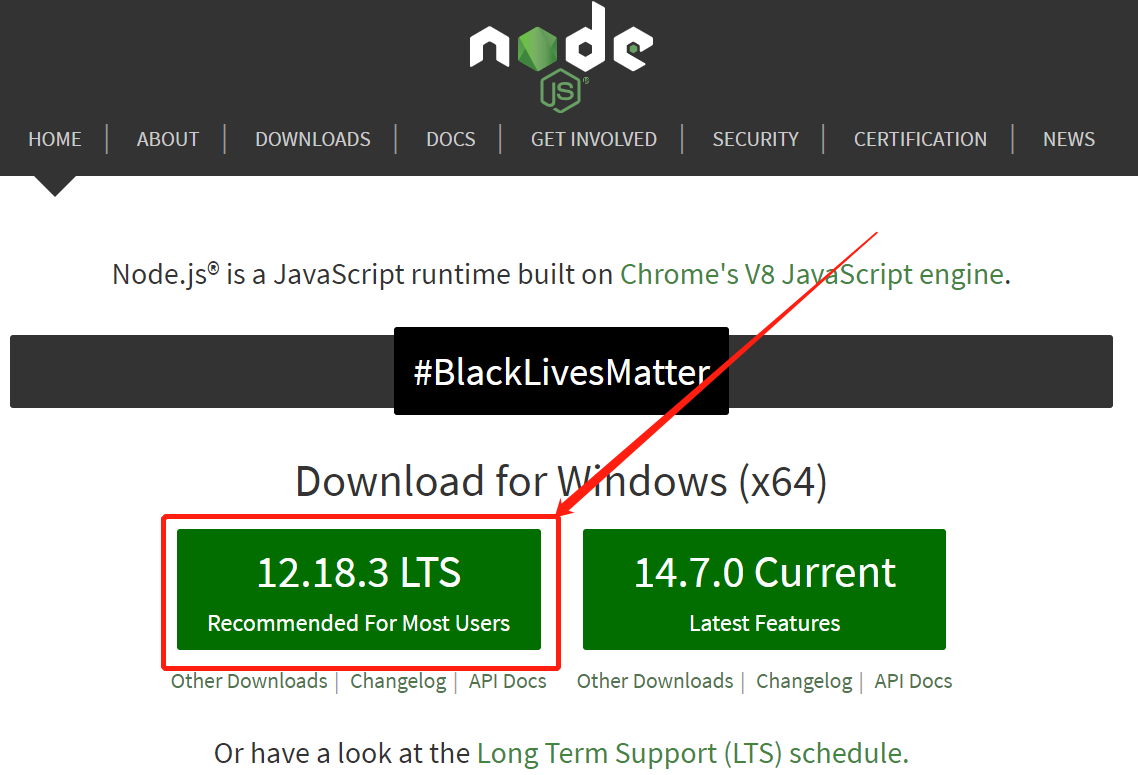 node
JS®
HOME | ABOUT | DOWNLOADS | DOCS | GET INVOLVED | SECURITY | CERTIFICATION | NEWS
Node.js® is a JavaScript runtime built on Chrome's V8 JavaScript engine.
#BlackLivesMatter
Download for Windows (x64)
12.18.3 LTS
Recommended For Most Users
14.7.0 Current
Latest Features
Other Downloads | Changelog | API Docs
Other Downloads | Changelog | API Docs
Or have a look at the Long Term Support (LTS) schedule.